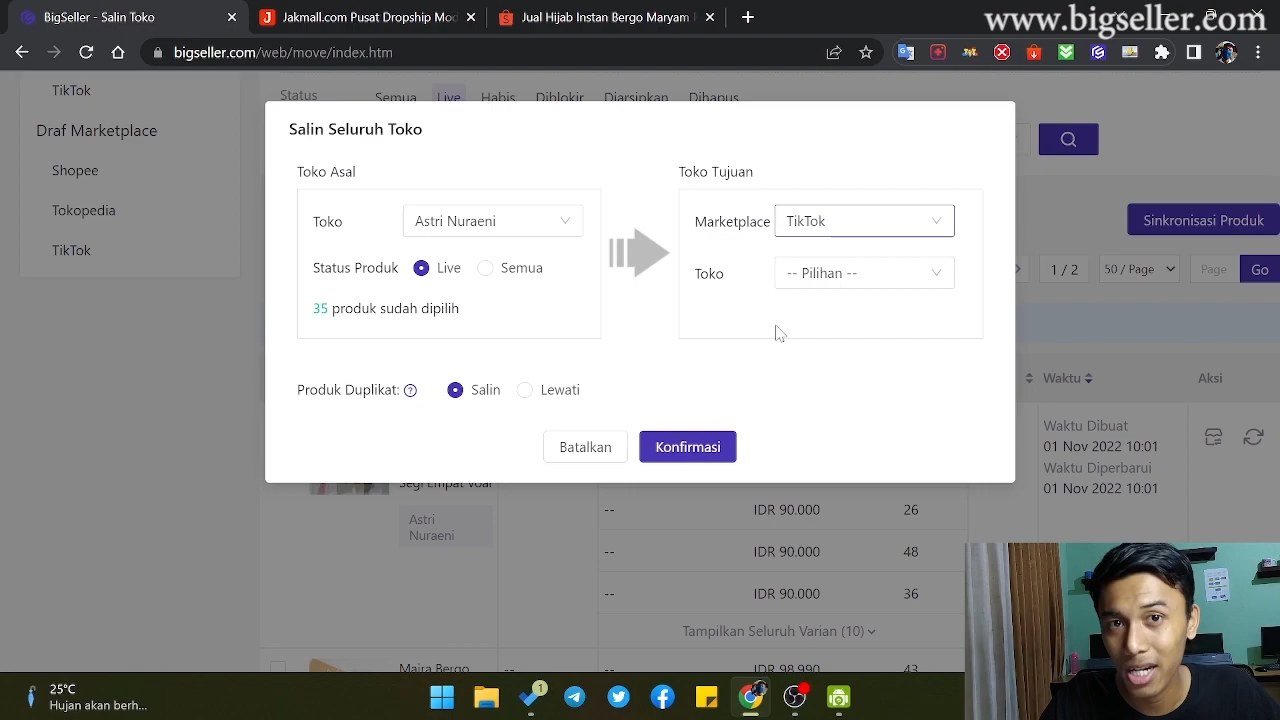 BigSeller - Salin Toko
Jakmall.com Pusat Dropship Mod
Jual Hijab Instan Bergo Maryam
www.bigseller.com
bigseller.com/web/move/index.htm
TikTok
Draf Marketplace
Shopee
Tokopedia
TikTok
Status
Semua
Live
Habis
Diblokir
Diarsipkan
Dihapus
Salin Seluruh Toko
Toko Asal
Toko
Astri Nuraeni
Status Produk
Live
Semua
35 produk sudah dipilih
Toko Tujuan
Marketplace
TikTok
Toko
-- Pilihan --
Produk Duplikat:
Salin
Lewati
Batalkan
Konfirmasi
Sinkronisasi Produk
1 / 2
50 / Page
Page
Go
Waktu
Aksi
Waktu Dibuat
01 Nov 2022 10:01
Waktu Diperbarui
01 Nov 2022 10:01
Segi Empat Voal
Astri
Nuraeni
--
IDR 90.000
26
--
IDR 90.000
48
--
IDR 90.000
36
Tampilkan Seluruh Varian (10)
Maira Bergo
--
--
IDR 98.990
43
25°C
Hujan akan berh...
1